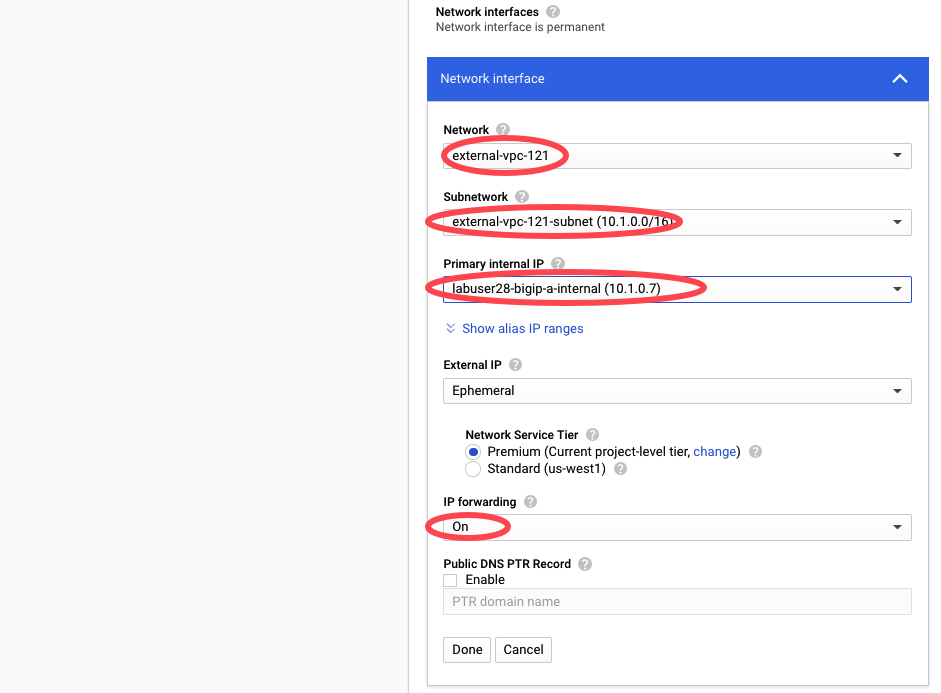 Network interfaces
Network interface is permanent
Network interface
Network
external-vpc-121
Subnetwork
external-vpc-121-subnet (10.1.0.0/16)
Primary internal IP
labuser28-bigip-a-internal (10.1.0.7)
Show alias IP ranges
External IP
Ephemeral
Network Service Tier
Premium (Current project-level tier, change)
Standard (us-west1)
IP forwarding
On
Public DNS PTR Record
Enable
PTR domain name
Done Cancel